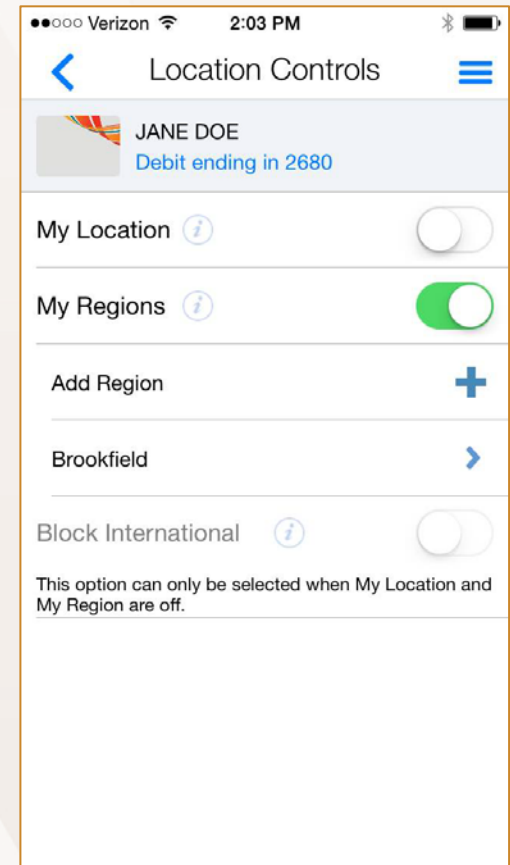 Verizon 2:03 PM
Location Controls
JANE DOE
Debit ending in 2680
My Location i
My Regions i
Add Region
Brookfield
Block International i
This option can only be selected when My Location and
My Region are off.